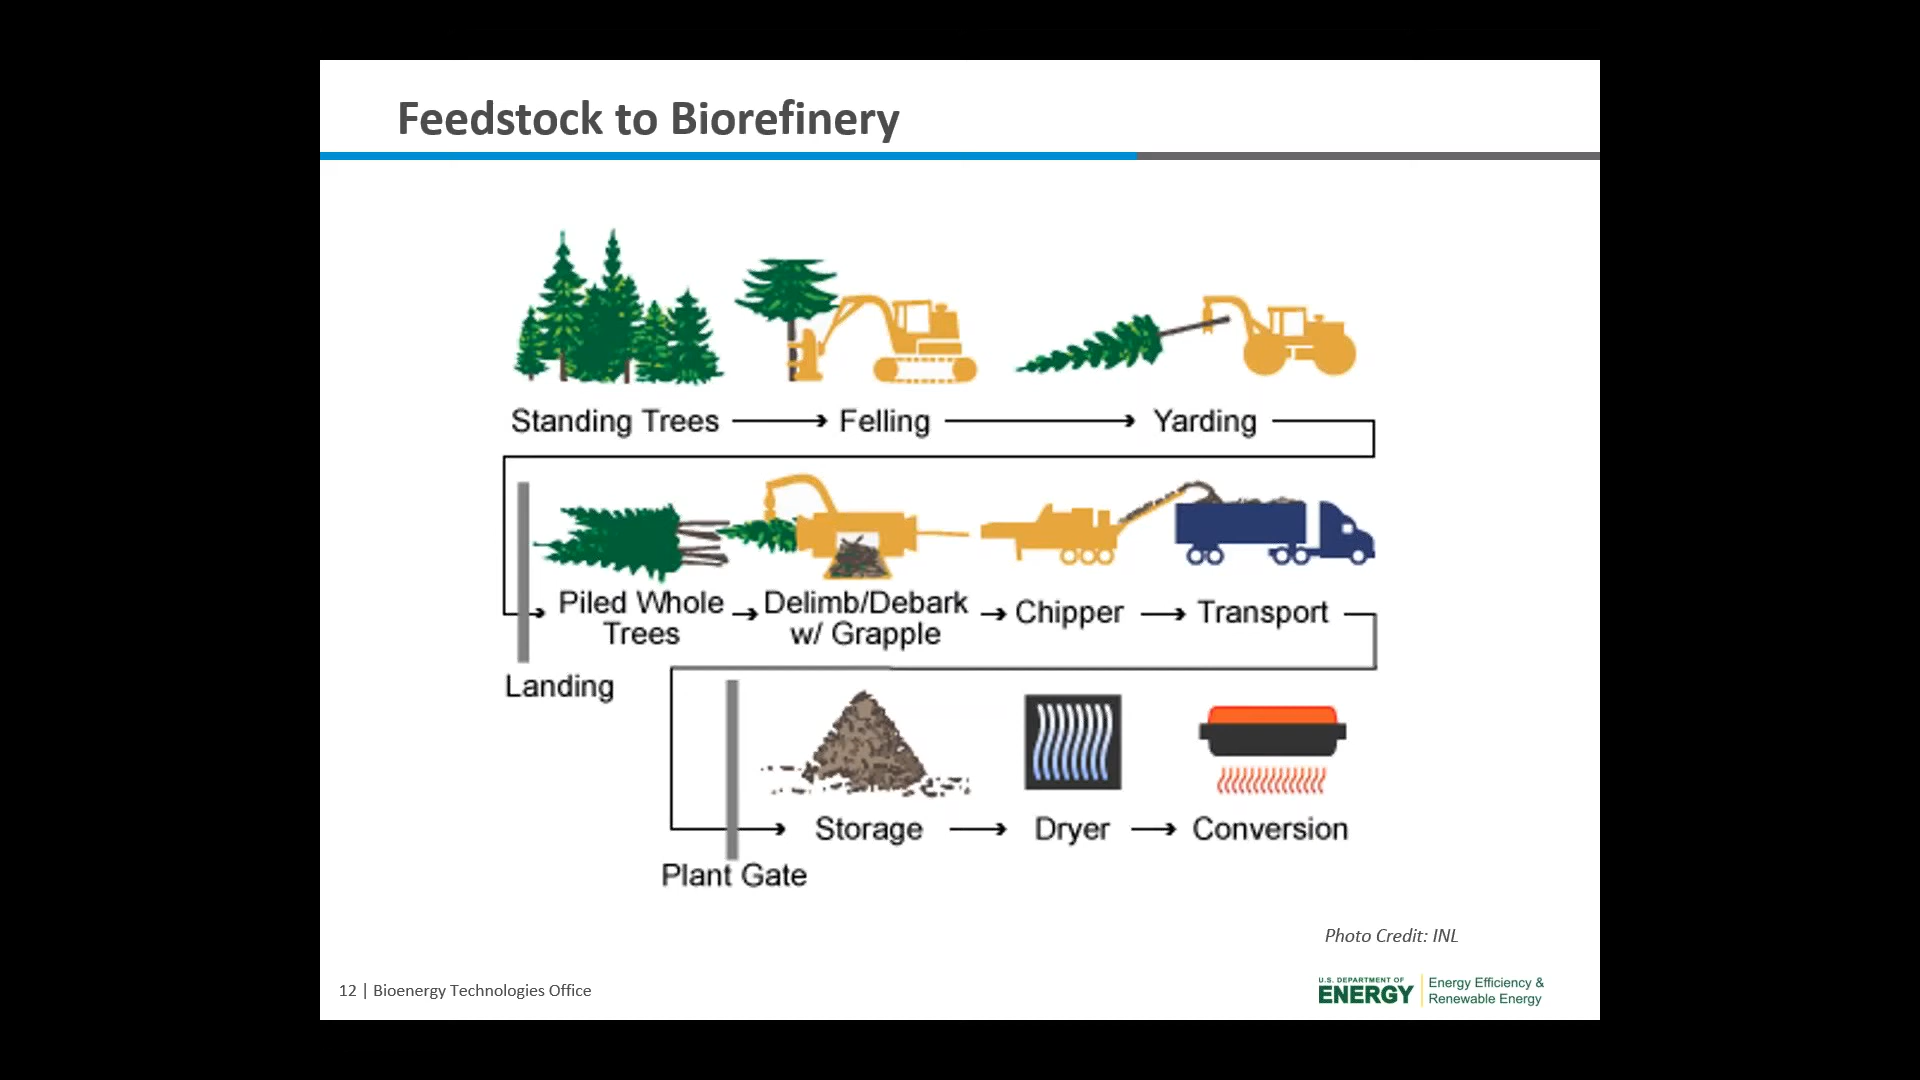 Feedstock to Biorefinery
Standing Trees
Felling
Yarding
Piled Whole
Trees
Delimb/Debark
w/ Grapple
Chipper
Transport
Landing
Storage
Dryer
Conversion
Plant Gate
Photo Credit: INL
12 | Bioenergy Technologies Office
U.S. DEPARTMENT OF
ENERGY
Energy Efficiency &
Renewable Energy